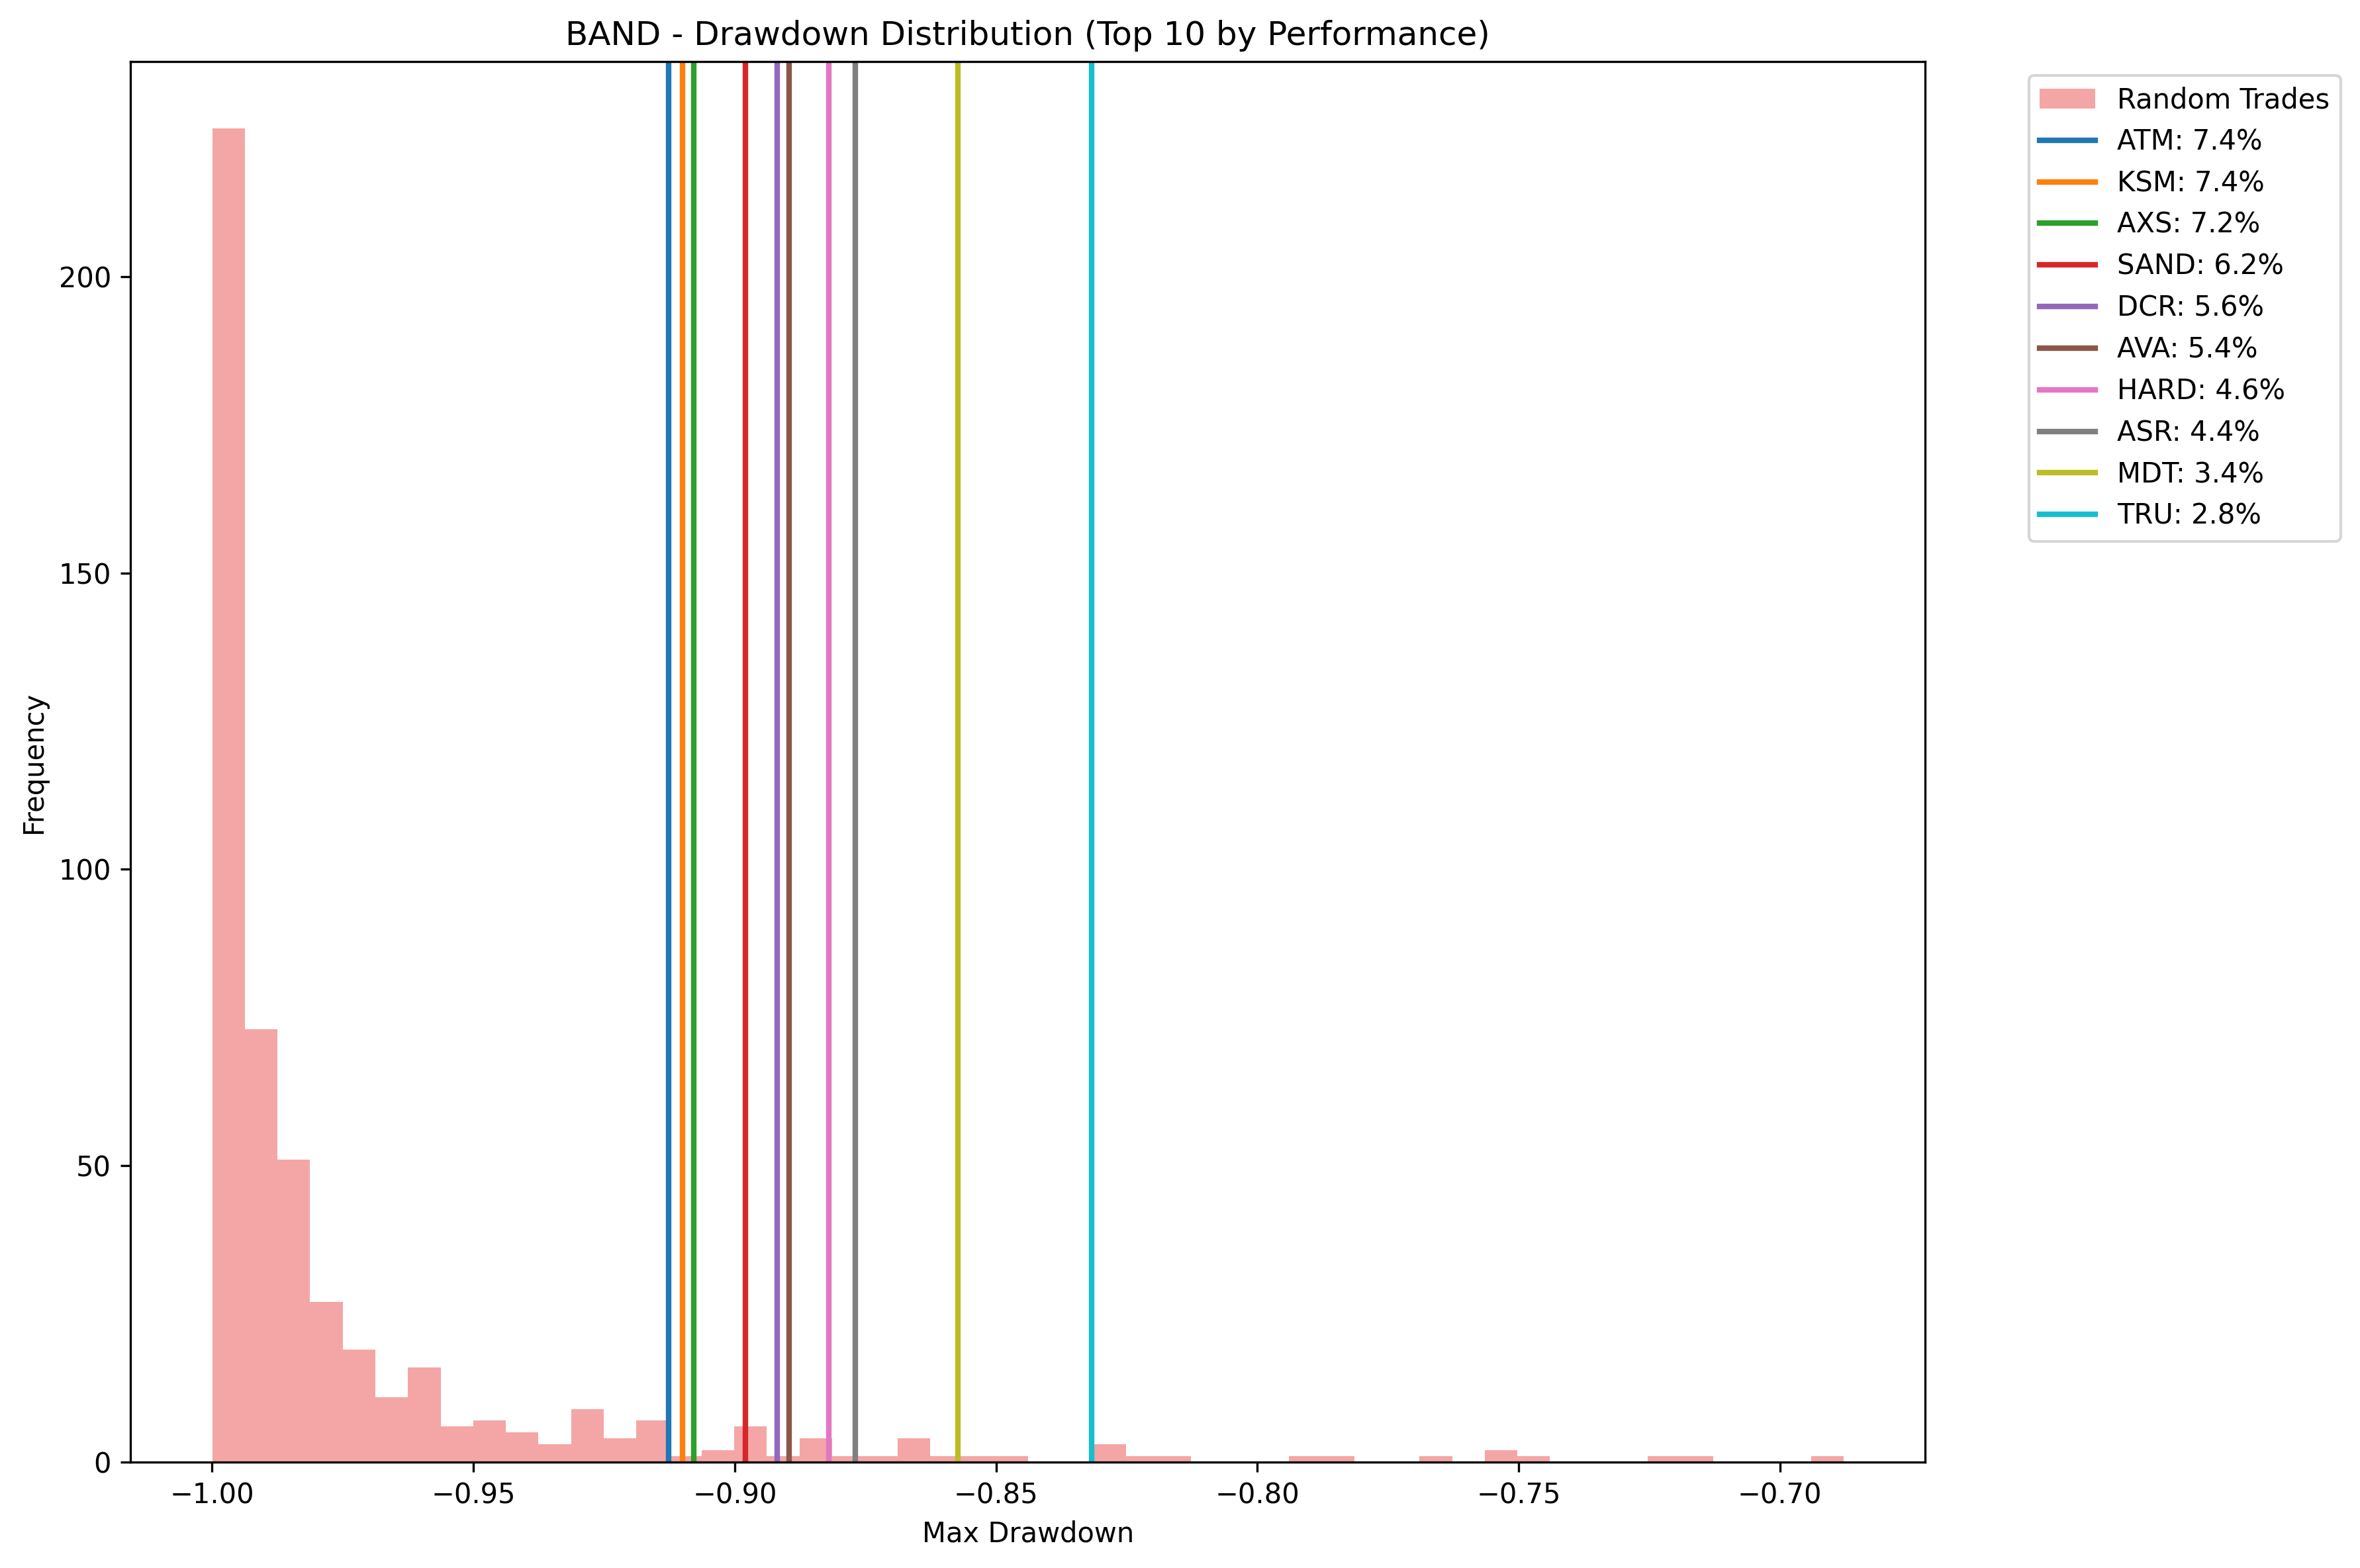 BAND - Drawdown Distribution (Top 10 by Performance)
Frequency
200
150
100
50
0
−1.00
−0.95
−0.90
−0.85
−0.80
−0.75
−0.70
Max Drawdown
Random Trades
ATM: 7.4%
KSM: 7.4%
AXS: 7.2%
SAND: 6.2%
DCR: 5.6%
AVA: 5.4%
HARD: 4.6%
ASR: 4.4%
MDT: 3.4%
TRU: 2.8%